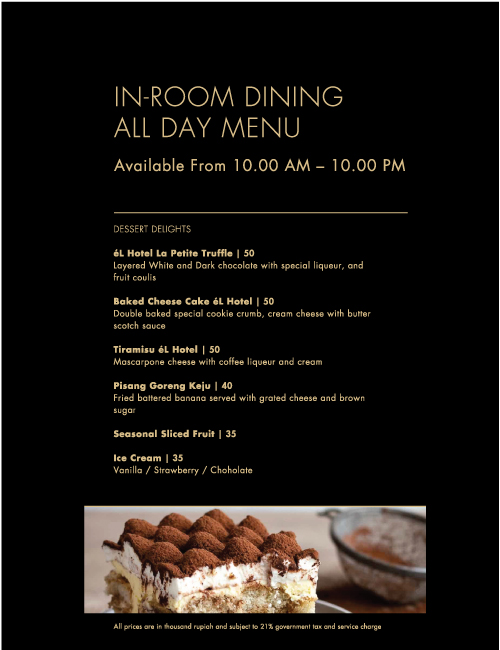 IN-ROOM DINING
ALL DAY MENU
Available From 10.00 AM – 10.00 PM
DESSERT DELIGHTS
éL Hotel La Petite Truffle | 50
Layered White and Dark chocolate with special liqueur, and
fruit coulis
Baked Cheese Cake éL Hotel | 50
Double baked special cookie crumb, cream cheese with butter
scotch sauce
Tiramisu éL Hotel | 50
Mascarpone cheese with coffee liqueur and cream
Pisang Goreng Keju | 40
Fried battered banana served with grated cheese and brown
sugar
Seasonal Sliced Fruit | 35
Ice Cream | 35
Vanilla / Strawberry / Choholate
All prices are in thousand rupiah and subject to 21% government tax and service charge